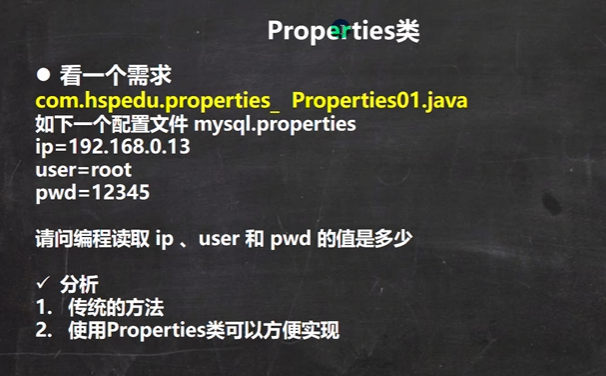 Properties类
● 看一个需求
com.hspedu.properties_ Properties01.java
如下一个配置文件 mysql.properties
ip=192.168.0.13
user=root
pwd=12345
请问编程读取 ip 、user 和 pwd 的值是多少
✓ 分析
1. 传统的方法
2. 使用Properties类可以方便实现